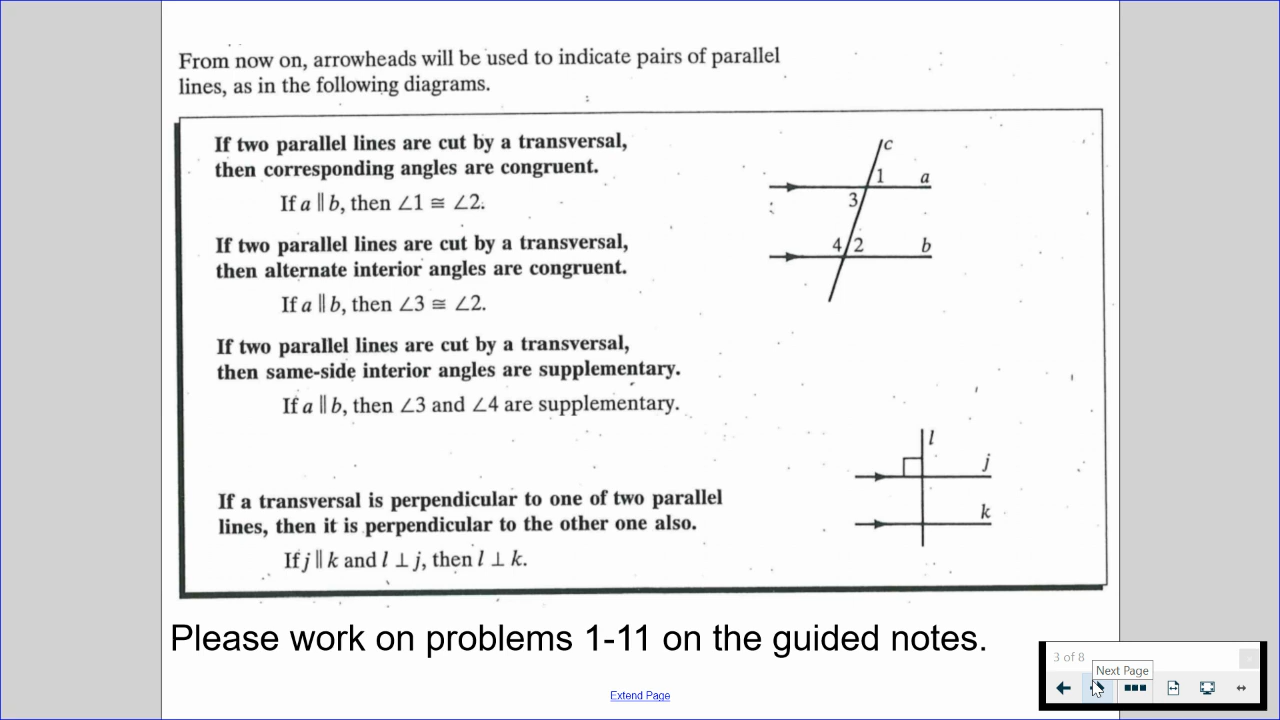 From now on, arrowheads will be used to indicate pairs of parallel
lines, as in the following diagrams.
If two parallel lines are cut by a transversal,
then corresponding angles are congruent.
If a ∥ b, then ∠1 ≅ ∠2.
If two parallel lines are cut by a transversal,
then alternate interior angles are congruent.
If a ∥ b, then ∠3 ≅ ∠2.
If two parallel lines are cut by a transversal,
then same-side interior angles are supplementary.
If a ∥ b, then ∠3 and ∠4 are supplementary.
If a transversal is perpendicular to one of two parallel
lines, then it is perpendicular to the other one also.
If j ∥ k and l ⊥ j, then l ⊥ k.
c
1 a
3
4 2 b
l
j
k
Please work on problems 1-11 on the guided notes.
Extend Page
3 of 8
Next Page